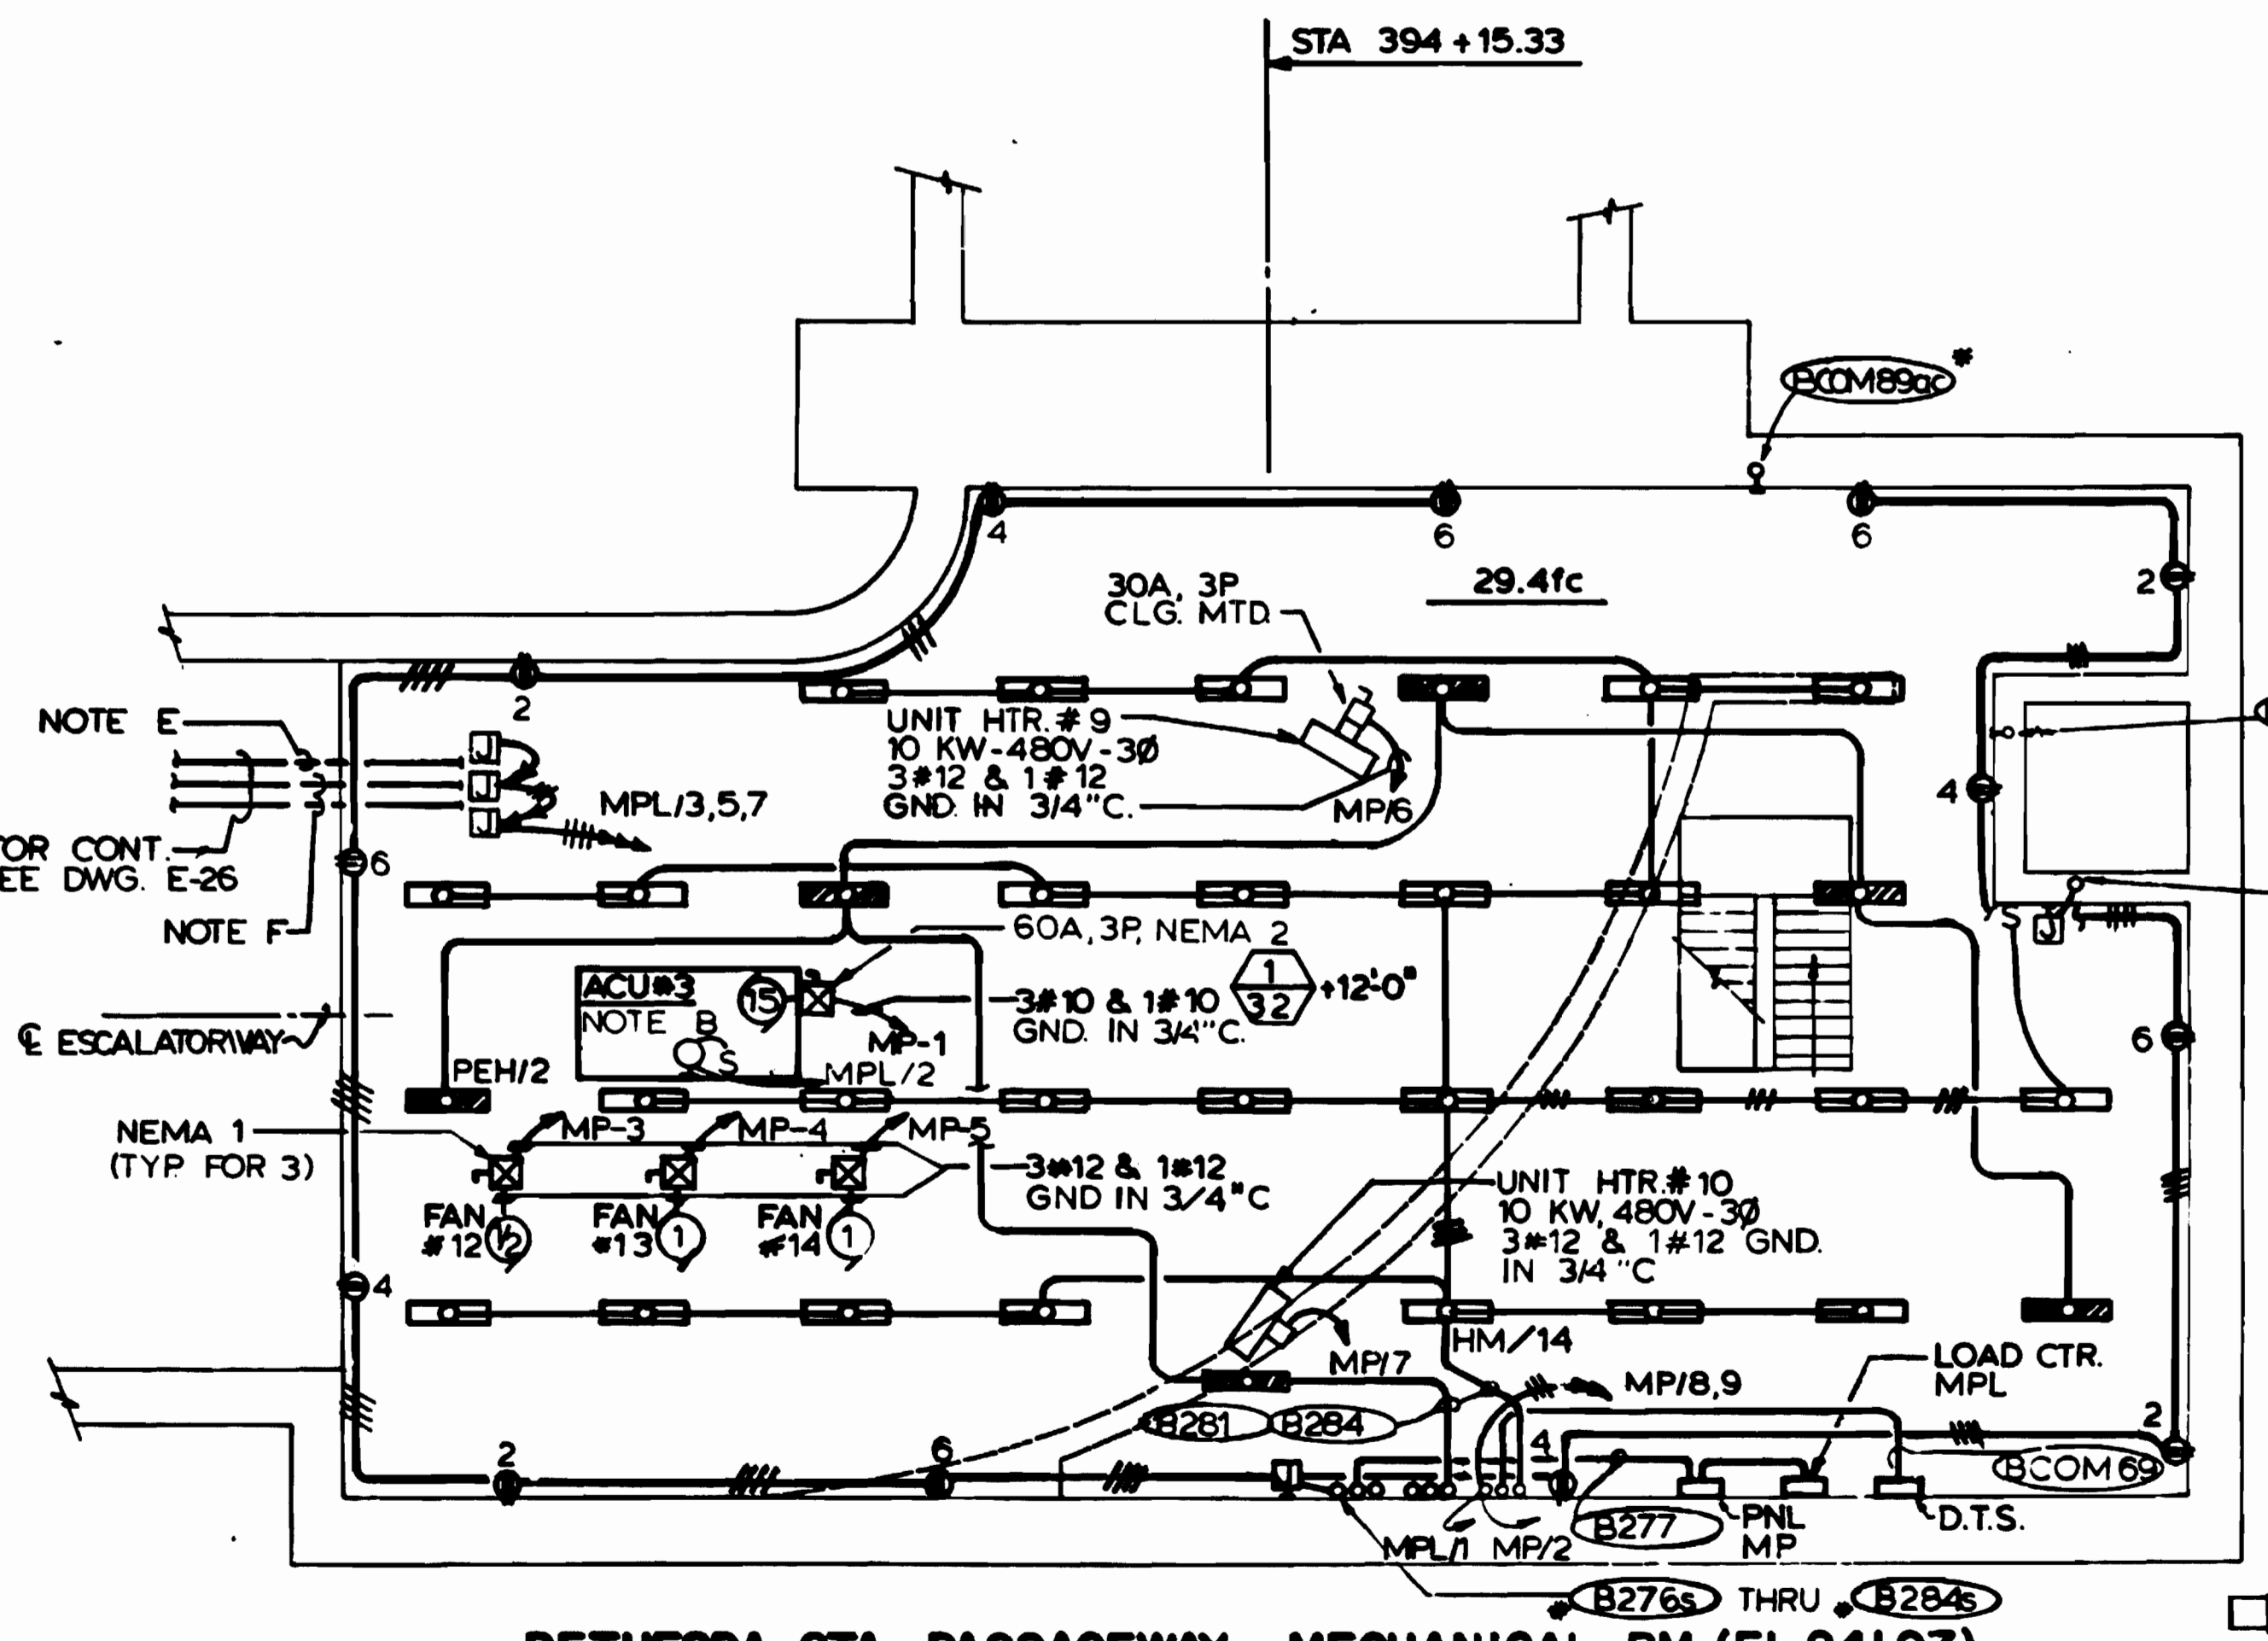 STA 394+15.33
BCOM89ac *
4
6
6
2
30A, 3P
CLG. MTD.
29.4fc
2
NOTE E
UNIT HTR. # 9
10 KW-480V-3Ø
3#12 & 1#12
GND. IN 3/4"C.
MP/6
J
J
J
MPL/3,5,7
4
OR CONT.
EE DWG. E-26
6
NOTE F
60A, 3P, NEMA 2
S
J
ACU#3
NOTE
15
B
S
1
32
+12'-0"
3#10 & 1#10
GND. IN 3/4"C.
MP-1
℄ ESCALATORWAY
6
PEH/2
MPL/2
NEMA 1
(TYP. FOR 3)
MP-3
MP-4
MP-5
3#12 & 1#12
GND IN 3/4"C
UNIT HTR.#10
10 KW, 480V-3Ø
3#12 & 1#12 GND.
IN 3/4"C
FAN
#12
1/2
FAN
#13
1
FAN
#14
1
4
HM/14
MP/7
LOAD CTR.
MPL
MP/8,9
B281
B284
2
6
4
2
BCOM 69
J
MPL/1
MP/2
B277
PNL
MP
D.T.S.
* B276s THRU * B284s